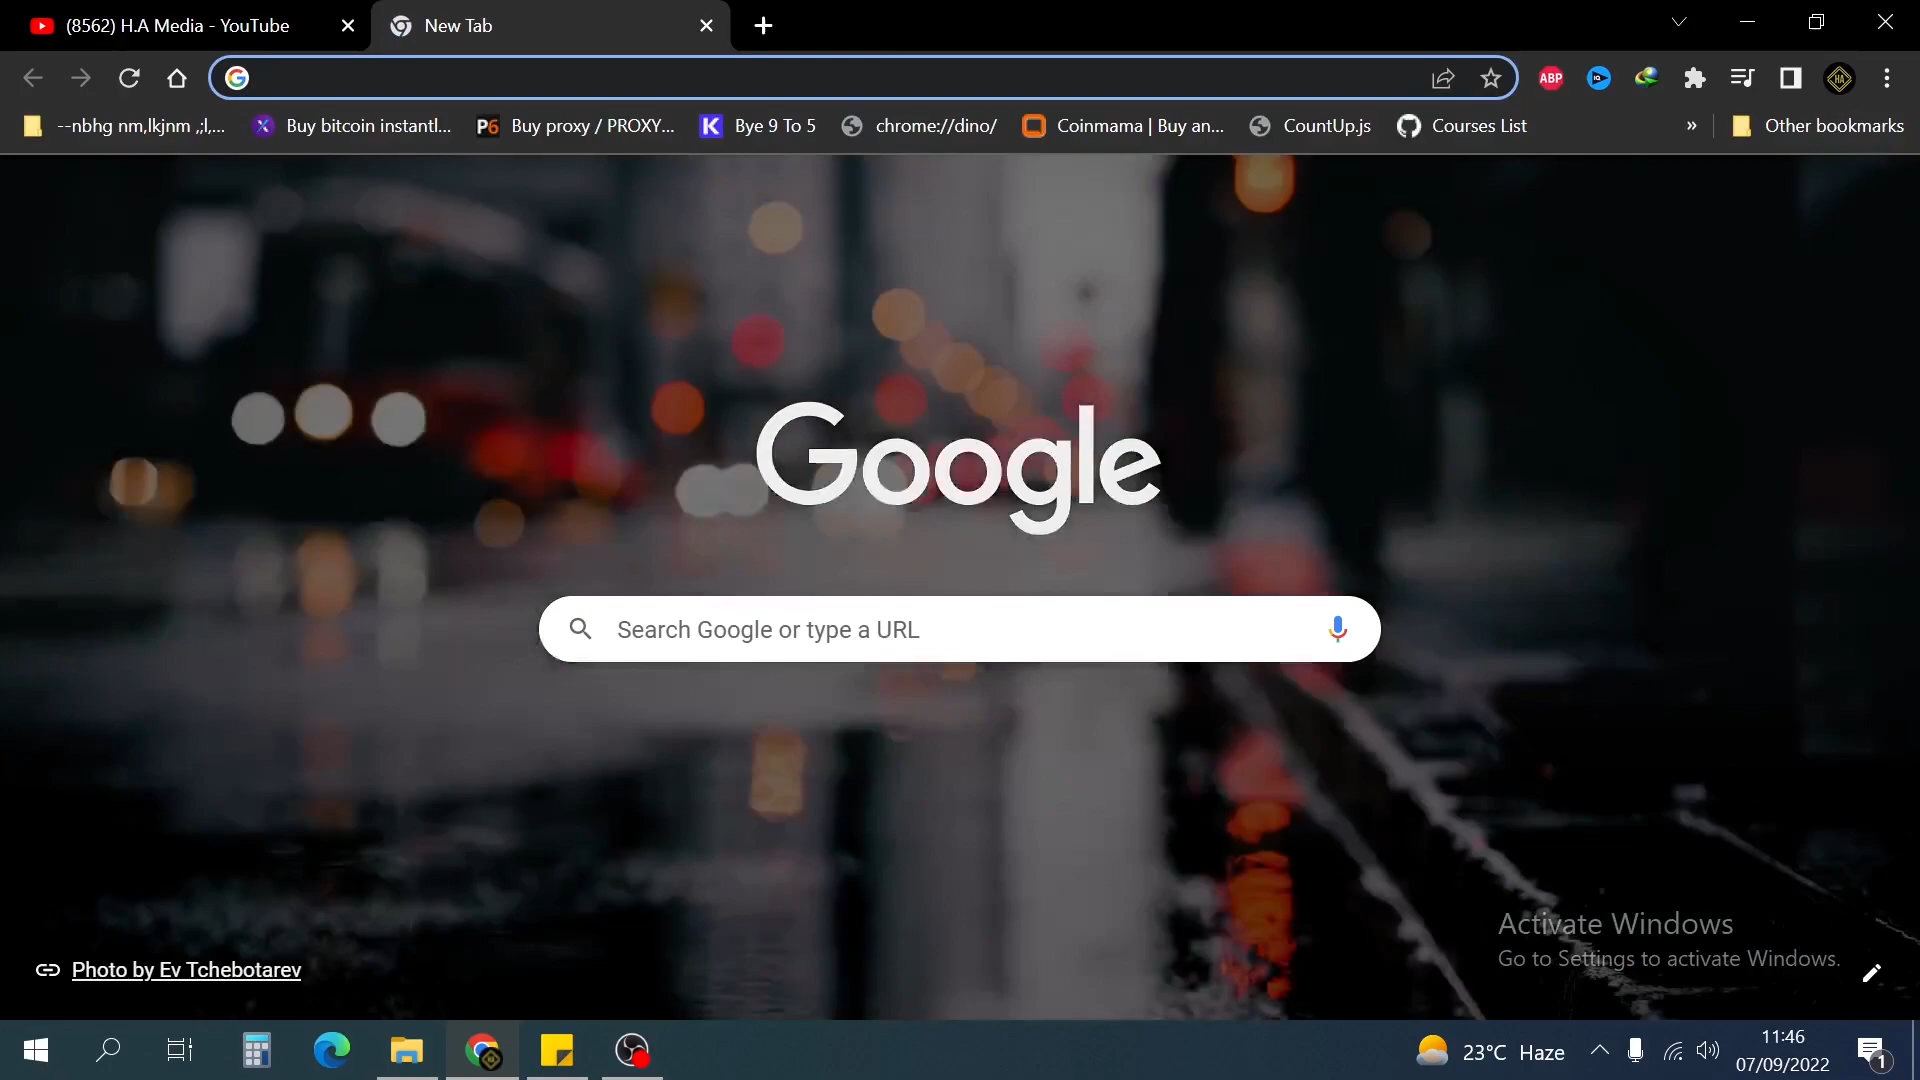 (8562) H.A Media - YouTube
New Tab
ABP
--nbhg nm,lkjnm ,;l,...
Buy bitcoin instantl...
P6
Buy proxy / PROXY...
K
Bye 9 To 5
chrome://dino/
Coinmama | Buy an...
CountUp.js
Courses List
»
Other bookmarks
Google
Search Google or type a URL
Activate Windows
Go to Settings to activate Windows.
Photo by Ev Tchebotarev
23°C Haze
11:46
07/09/2022
1